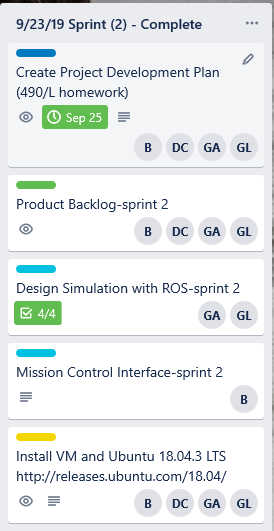 9/23/19 Sprint (2) - Complete
Create Project Development Plan
(490/L homework)
Sep 25
B DC GA GL
Product Backlog-sprint 2
B DC GA GL
Design Simulation with ROS-sprint 2
4/4
GA GL
Mission Control Interface-sprint 2
B
Install VM and Ubuntu 18.04.3 LTS
http://releases.ubuntu.com/18.04/
B DC GA GL